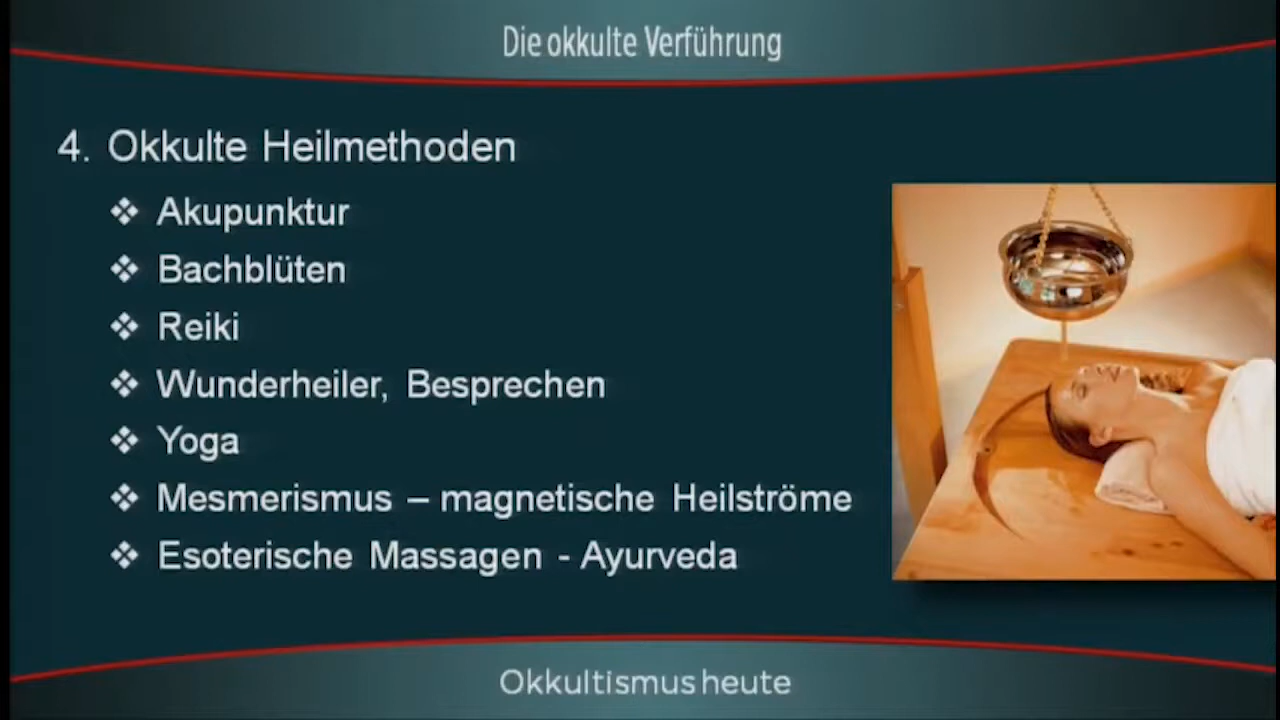 Die okkulte Verführung
4. Okkulte Heilmethoden
❖ Akupunktur
❖ Bachblüten
❖ Reiki
❖ Wunderheiler, Besprechen
❖ Yoga
❖ Mesmerismus – magnetische Heilströme
❖ Esoterische Massagen - Ayurveda
Okkultismus heute